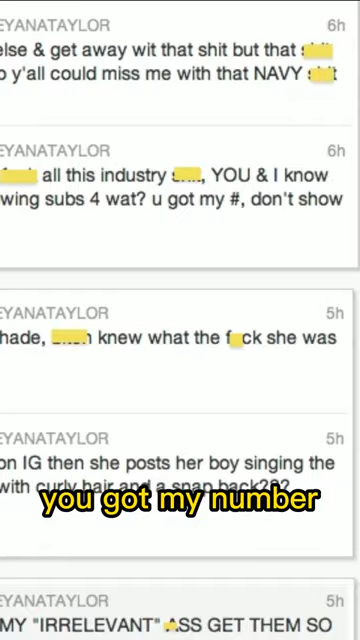 EYANATAYLOR 6h
else & get away wit that shit but that
o y'all could miss me with that NAVY
EYANATAYLOR 6h
all this industry , YOU & I know
wing subs 4 wat? u got my #, don't show
EYANATAYLOR 5h
hade, knew what the f ck she was
EYANATAYLOR 5h
on IG then she posts her boy singing the
with curly hair and a snap back???
you got my number
EYANATAYLOR 5h
MY "IRRELEVANT" ASS GET THEM SO